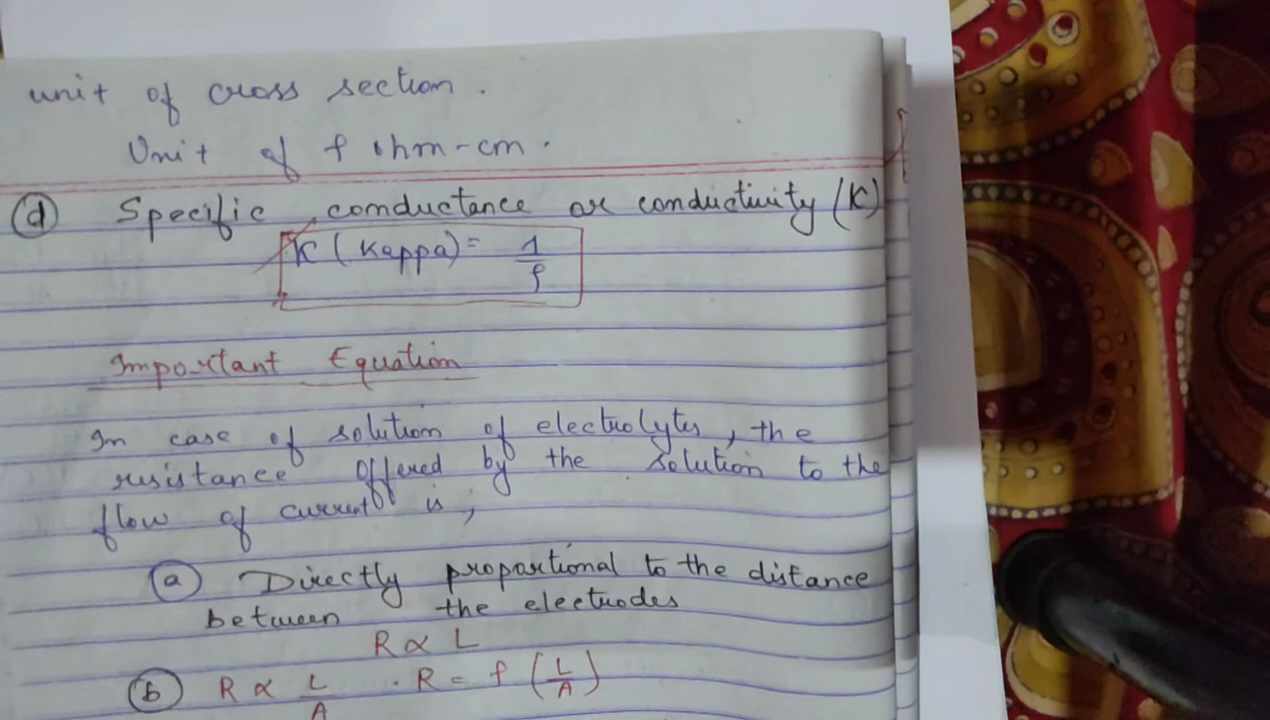 unit of cross section.
Unit of ρ ohm-cm.
(d) Specific conductance or conductivity (K)
K (Kappa) = 1/ρ
Important Equation
In case of solution of electrolytes, the
resistance offered by the solution to the
flow of current is,
(a) Directly proportional to the distance
between the electrodes
R ∝ L
(b) R ∝ L/A . R = ρ (L/A)